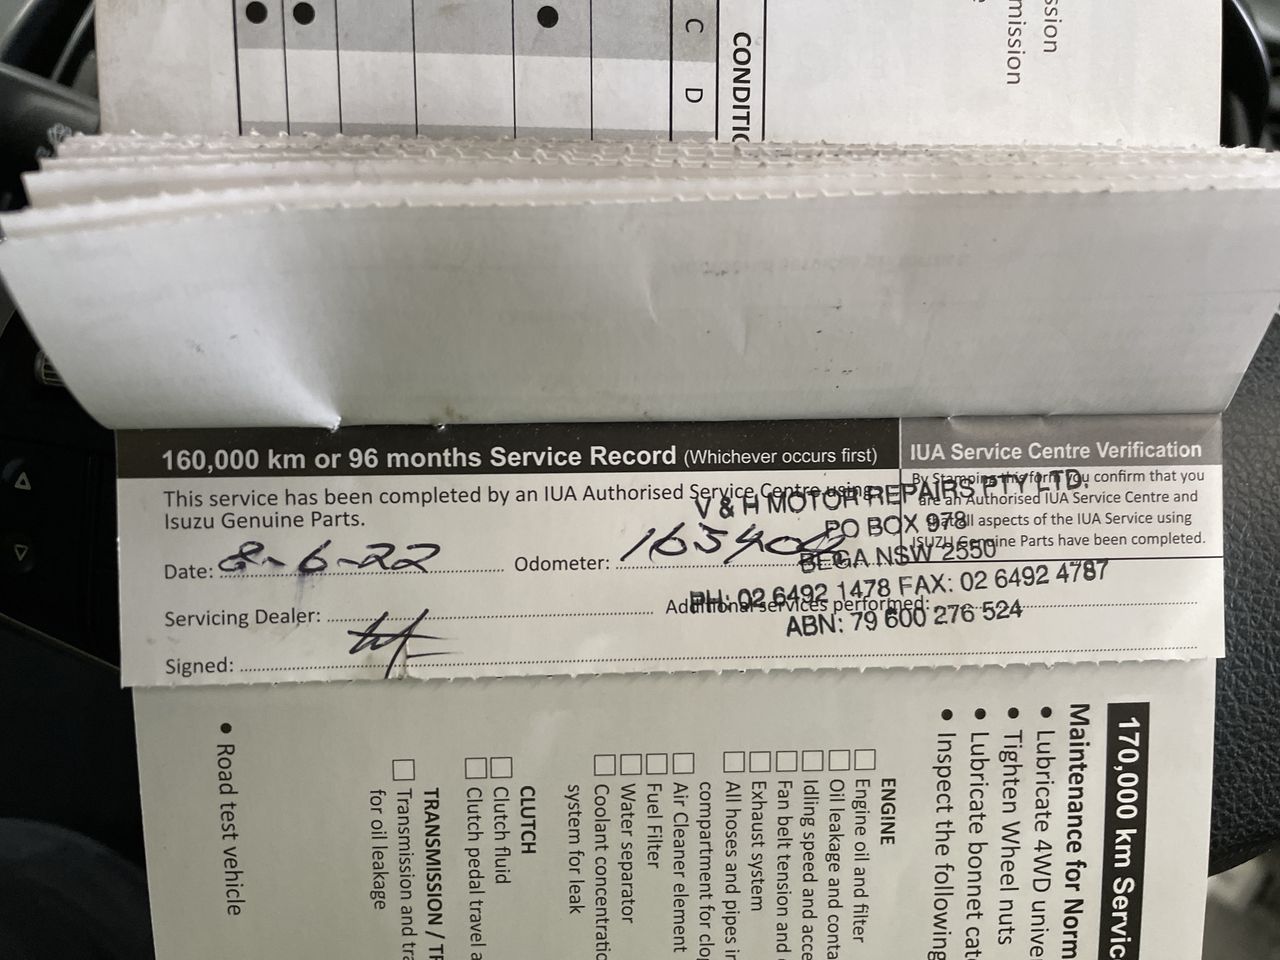 C
D
CONDITIC
ssion
mission
160,000 km or 96 months Service Record (Whichever occurs first)
IUA Service Centre Verification
This service has been completed by an IUA Authorised Service Centre using
Isuzu Genuine Parts.
By Stamping this form you confirm that you
are an Authorised IUA Service Centre and
that all aspects of the IUA Service using
ISUZU Genuine Parts have been completed.
V & H MOTOR REPAIRS PTY LTD.
PO BOX 978
BEGA NSW 2550
PH: 02 6492 1478 FAX: 02 6492 4787
ABN: 79 600 276 524
Date: 8-6-22
Odometer:
Servicing Dealer:
Additional services performed:
Signed:
170,000 km Servic
Maintenance for Norm
• Lubricate 4WD univer
• Tighten Wheel nuts
• Lubricate bonnet catc
• Inspect the following
ENGINE
Engine oil and filter
Oil leakage and conta
Idling speed and acce
Fan belt tension and
Exhaust system
All hoses and pipes in
compartment for clog
Air Cleaner element
Fuel Filter
Water separator
Coolant concentratio
system for leak
CLUTCH
Clutch fluid
Clutch pedal travel a
TRANSMISSION / TR
Transmission and tra
for oil leakage
• Road test vehicle